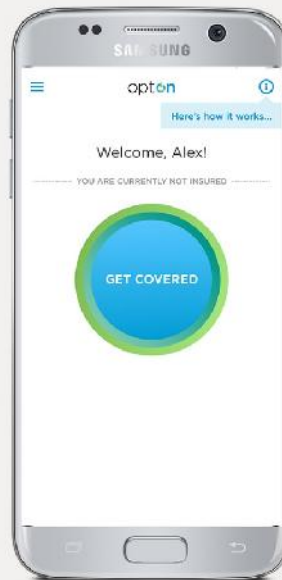 SAMSUNG
opton
Here's how it works...
Welcome, Alex!
YOU ARE CURRENTLY NOT INSURED
GET COVERED